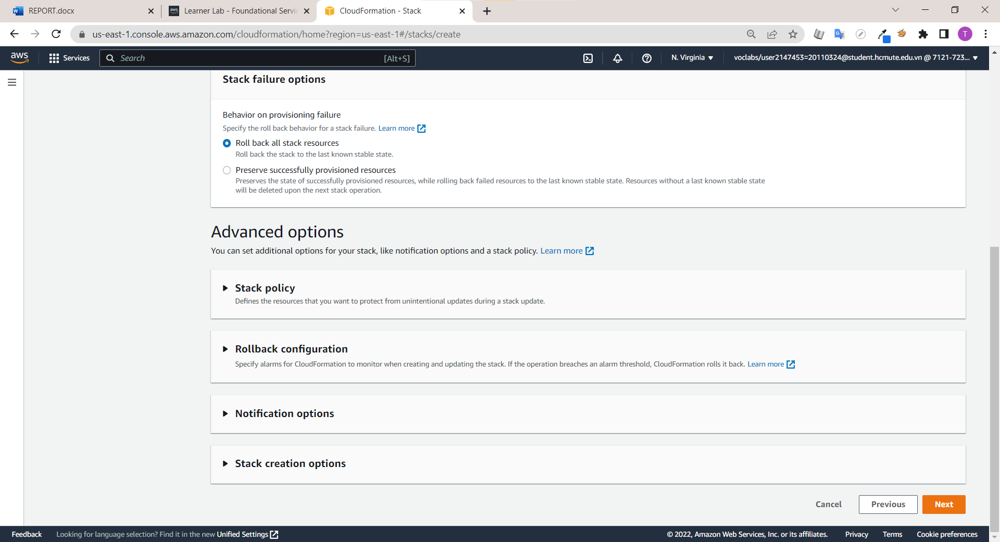 REPORT.docx
aws Learner Lab - Foundational Servic
CloudFormation - Stack
us-east-1.console.aws.amazon.com/cloudformation/home?region=us-east-1#/stacks/create
T
aws
Services
Search
[Alt+S]
N. Virginia
voclabs/user2147453=20110324@student.hcmute.edu.vn @ 7121-723...
Stack failure options
Behavior on provisioning failure
Specify the roll back behavior for a stack failure. Learn more
Roll back all stack resources
Roll back the stack to the last known stable state.
Preserve successfully provisioned resources
Preserves the state of successfully provisioned resources, while rolling back failed resources to the last known stable state. Resources without a last known stable state
will be deleted upon the next stack operation.
Advanced options
You can set additional options for your stack, like notification options and a stack policy. Learn more
Stack policy
Defines the resources that you want to protect from unintentional updates during a stack update.
Rollback configuration
Specify alarms for CloudFormation to monitor when creating and updating the stack. If the operation breaches an alarm threshold, CloudFormation rolls it back. Learn more
Notification options
Stack creation options
Cancel
Previous
Next
Feedback
Looking for language selection? Find it in the new Unified Settings
© 2022, Amazon Web Services, Inc. or its affiliates.
Privacy
Terms
Cookie preferences